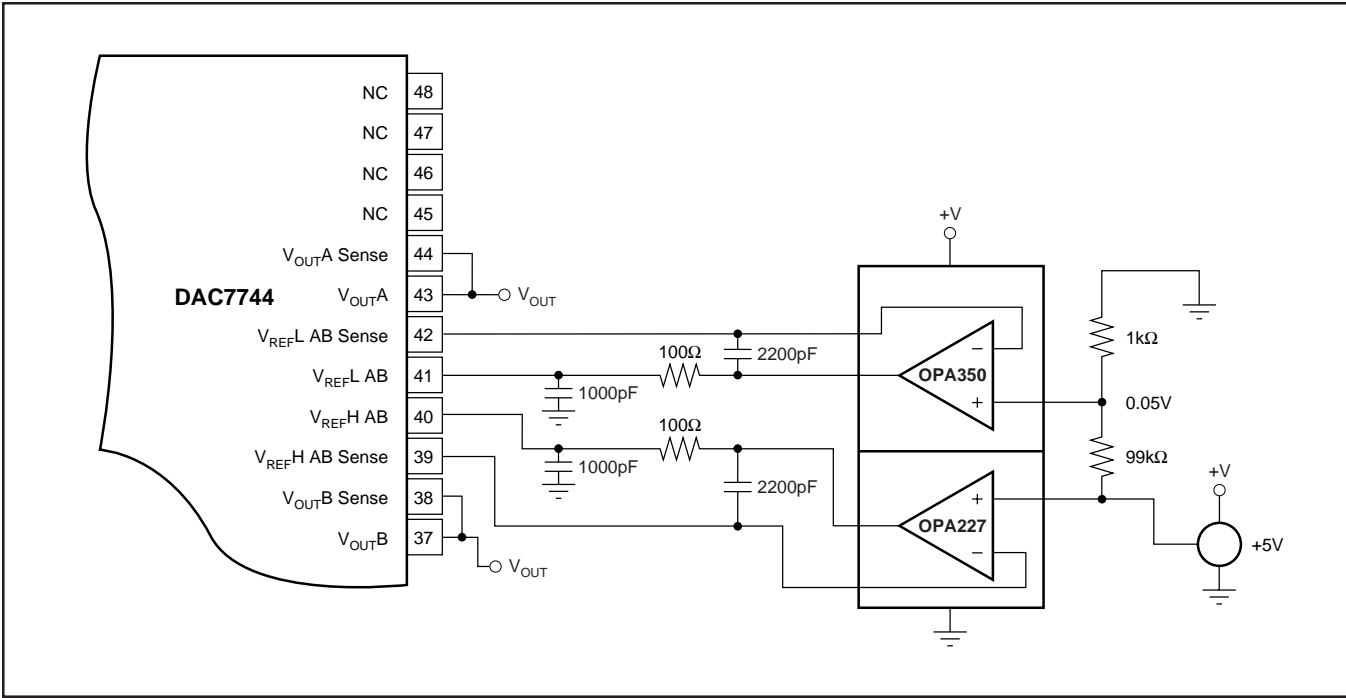 NC 48
NC 47
NC 46
NC 45
VOUTA Sense 44
DAC7744
VOUTA 43
VOUT
VREFL AB Sense 42
VREFL AB 41
VREFH AB 40
VREFH AB Sense 39
VOUTB Sense 38
VOUTB 37
VOUT
100Ω
2200pF
1000pF
100Ω
1000pF
2200pF
+V
−
OPA350
+
+
OPA227
−
1kΩ
0.05V
99kΩ
+V
+5V